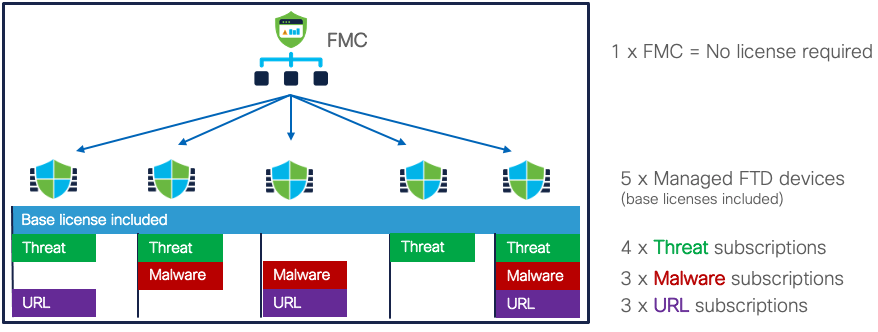 FMC
1 x FMC = No license required
5 x Managed FTD devices
(base licenses included)
Base license included
Threat
Threat
Threat
Threat
4 x Threat subscriptions
Malware
Malware
Malware
3 x Malware subscriptions
URL
URL
URL
3 x URL subscriptions